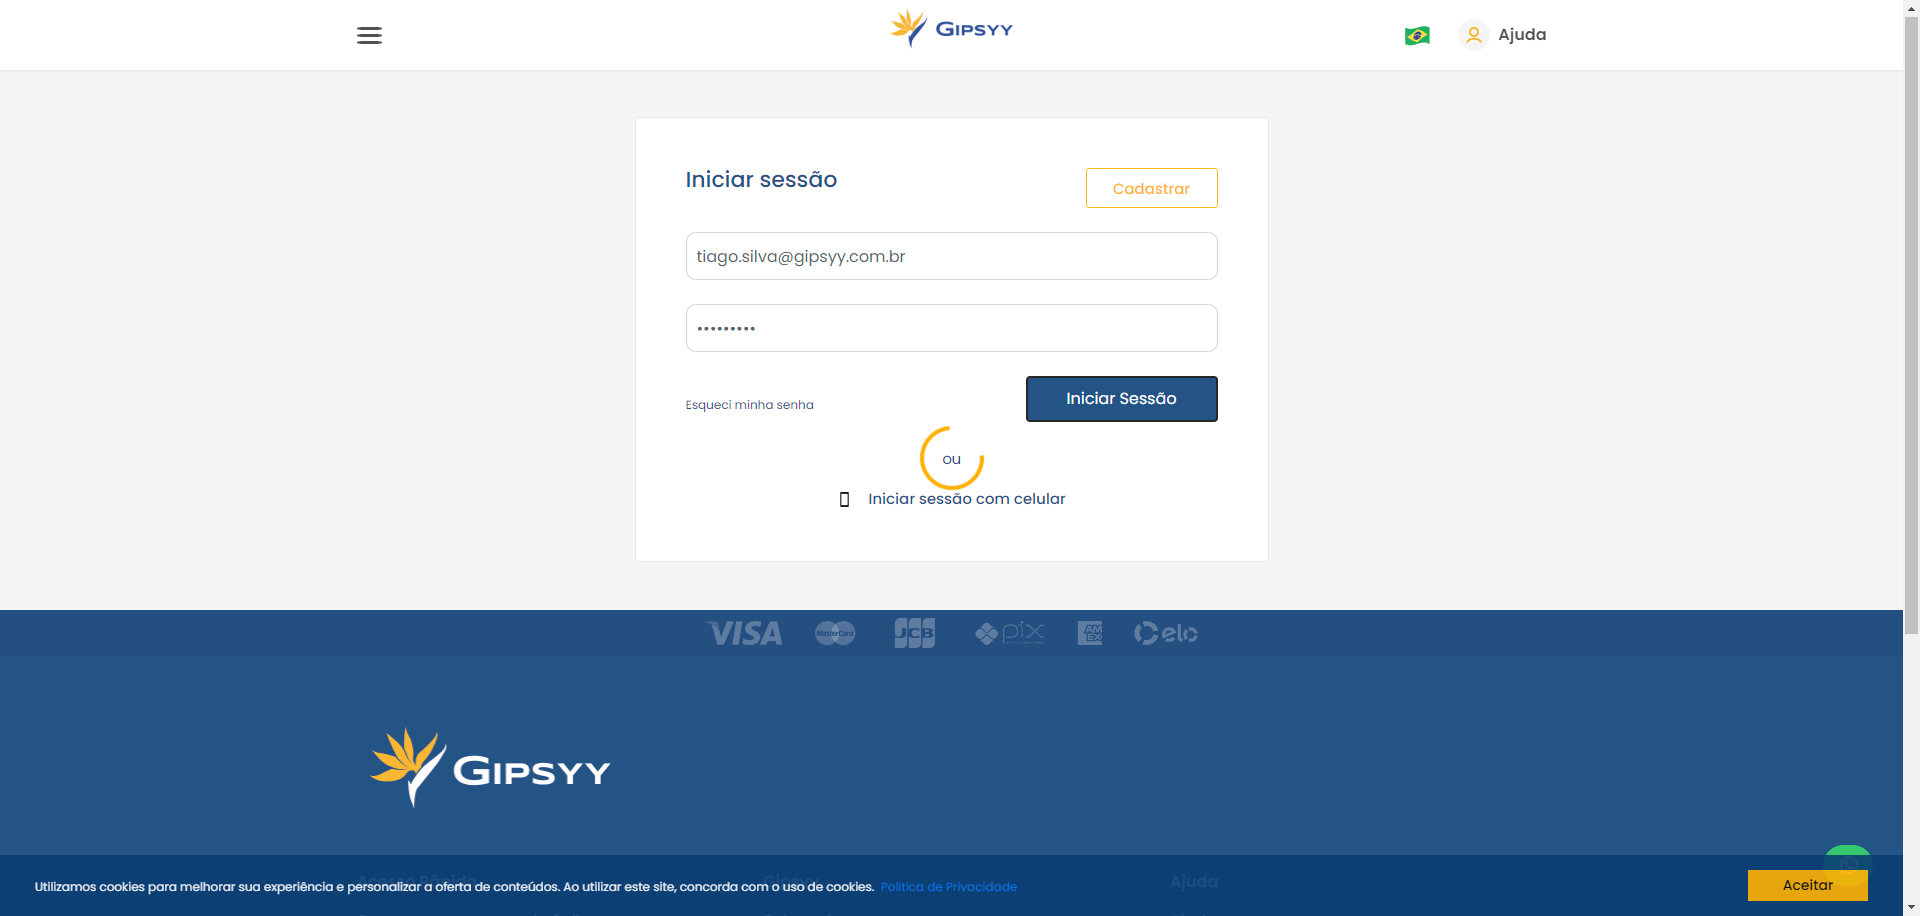 GIPSYY
Ajuda
Iniciar sessão
Cadastrar
tiago.silva@gipsyy.com.br
•••••••••
Esqueci minha senha
Iniciar Sessão
ou
Iniciar sessão com celular
VISA
MasterCard
JCB
pix
AM
EX
elo
GIPSYY
Acesso Rápido
Gipsyy
Ajuda
Utilizamos cookies para melhorar sua experiência e personalizar a oferta de conteúdos. Ao utilizar este site, concorda com o uso de cookies. Política de Privacidade
Aceitar